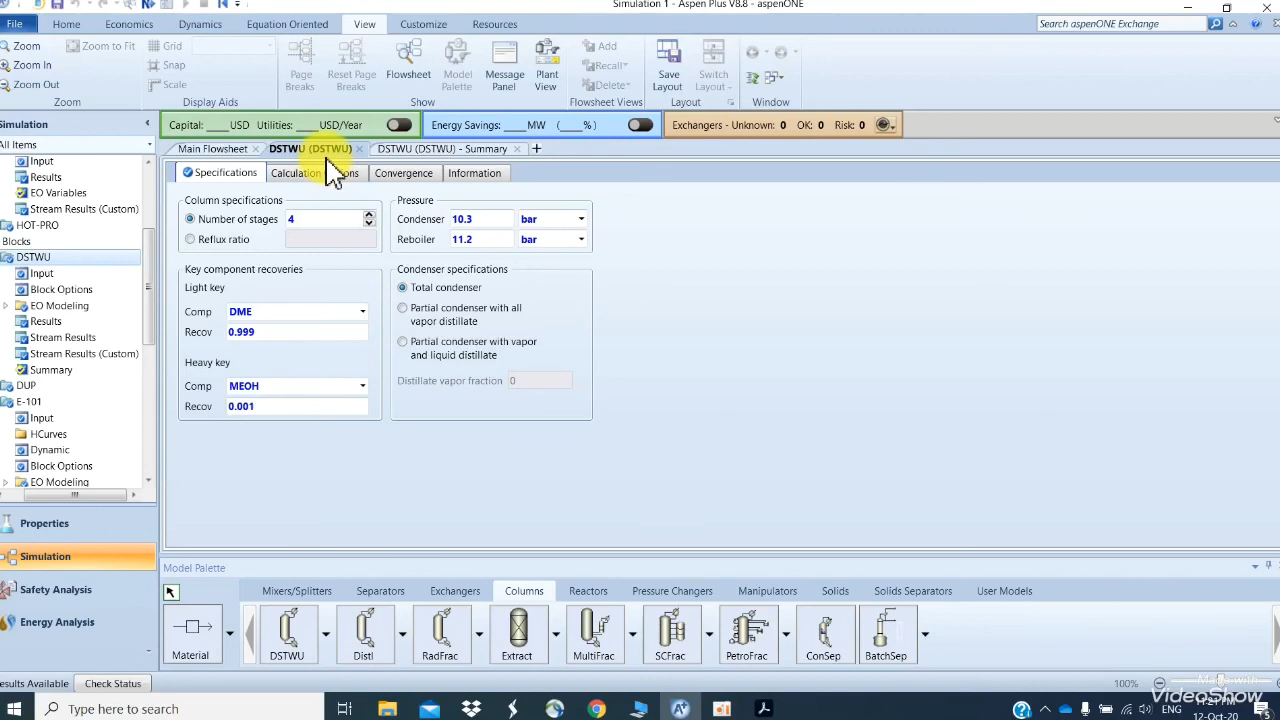 Simulation 1 - Aspen Plus V8.8 - aspenONE
File Home Economics Dynamics Equation Oriented View Customize Resources
Search aspenONE Exchange
Zoom Zoom to Fit Grid
Zoom In Snap
Zoom Out Scale
Page Breaks Reset Page Breaks Flowsheet Model Palette Message Panel Plant View
Add
Recall
Delete
Save Layout Switch Layout
Zoom Display Aids Show Flowsheet Views Layout Window
Simulation
All Items
Capital: ____ USD Utilities: ____ USD/Year
Energy Savings: ____ MW ( ____ %)
Exchangers - Unknown: 0 OK: 0 Risk: 0
Main Flowsheet DSTWU (DSTWU) DSTWU (DSTWU) - Summary +
Input
Results
EO Variables
Stream Results (Custom)
HOT-PRO
Blocks
DSTWU
Input
Block Options
EO Modeling
Results
Stream Results
Stream Results (Custom)
Summary
DUP
E-101
Input
HCurves
Dynamic
Block Options
EO Modeling
Properties
Simulation
Safety Analysis
Energy Analysis
Specifications Calculation Convergence Information
Column specifications
Number of stages 4
Reflux ratio
Pressure
Condenser 10.3 bar
Reboiler 11.2 bar
Key component recoveries
Light key
Comp DME
Recov 0.999
Heavy key
Comp MEOH
Recov 0.001
Condenser specifications
Total condenser
Partial condenser with all
vapor distillate
Partial condenser with vapor
and liquid distillate
Distillate vapor fraction 0
Model Palette
Mixers/Splitters Separators Exchangers Columns Reactors Pressure Changers Manipulators Solids Solids Separators User Models
Material DSTWU Distl RadFrac Extract MultiFrac SCFrac PetroFrac ConSep BatchSep
Results Available Check Status
100%
Made with
VideoShow
Type here to search
ENG
12-Oct-20